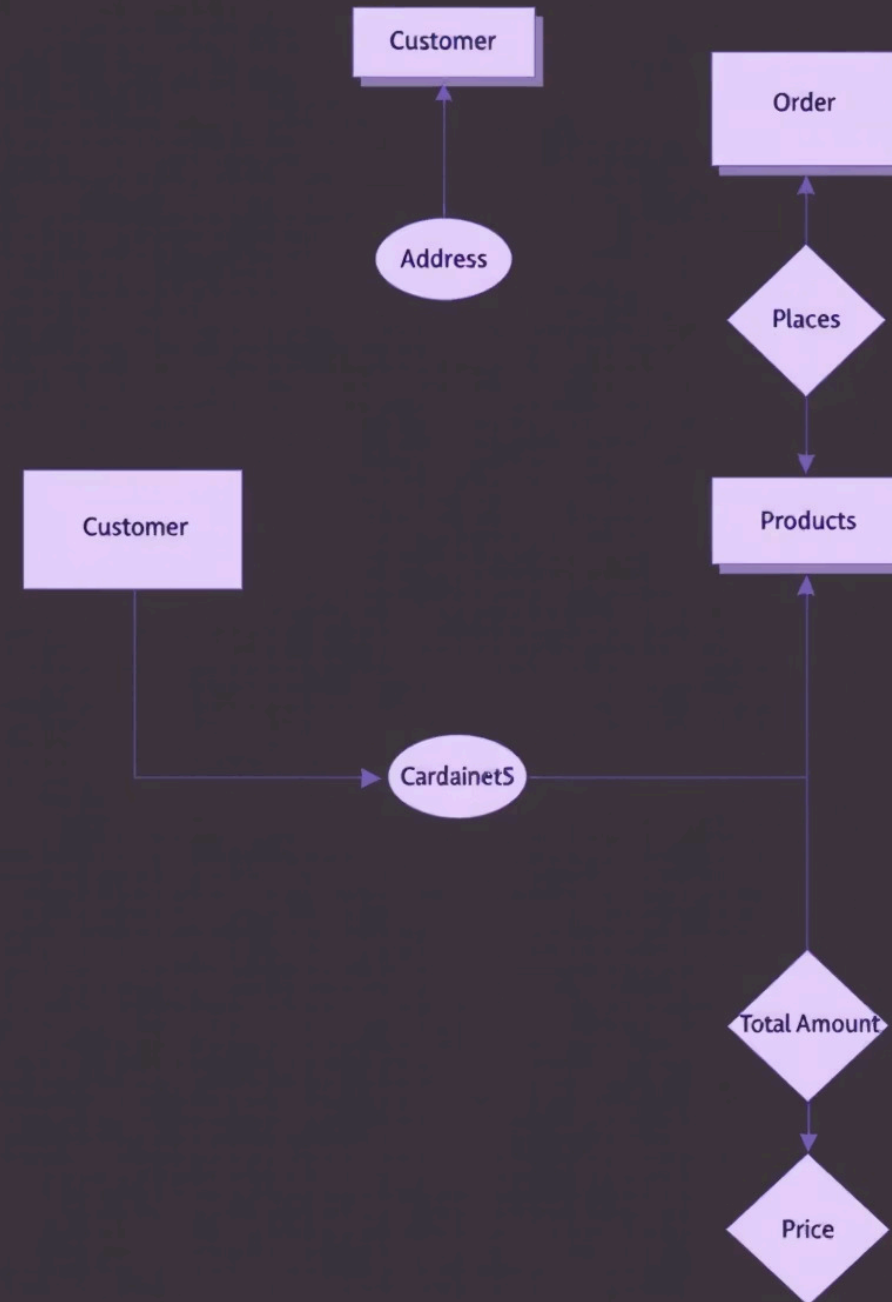 Customer
Order
Address
Places
Customer
Products
CardainetS
Total Amount
Price